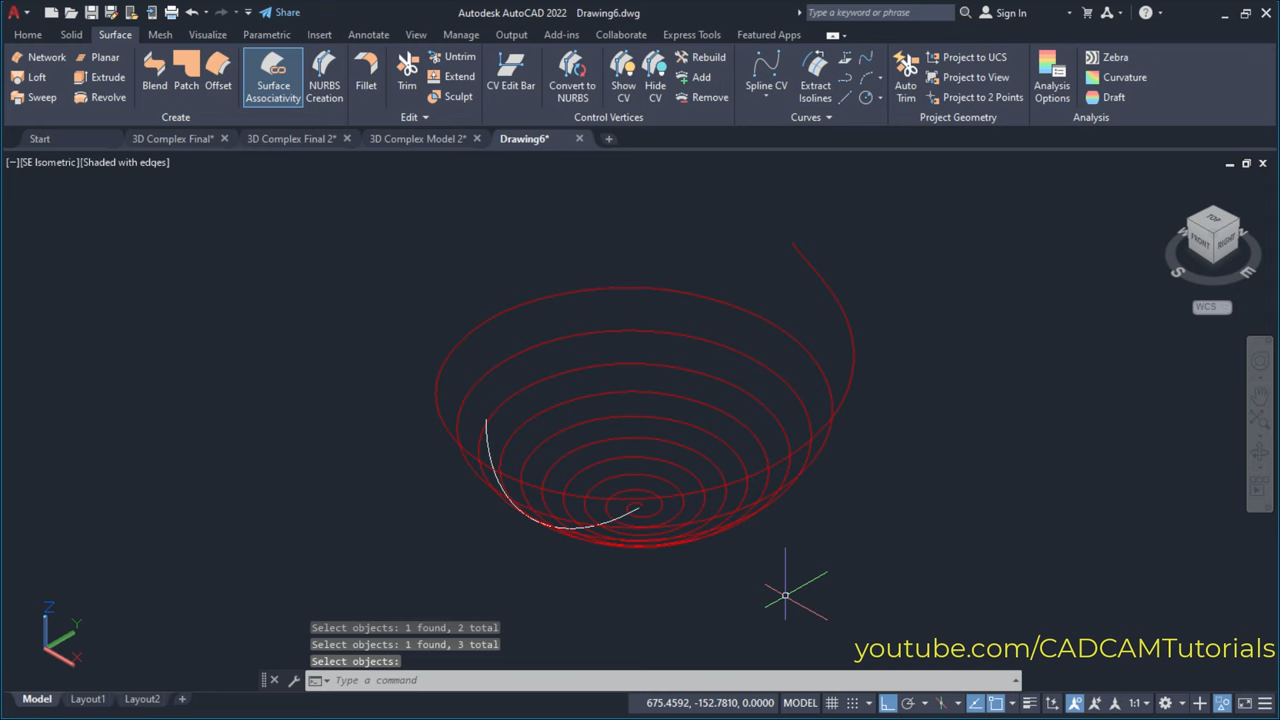 Share
Autodesk AutoCAD 2022 Drawing6.dwg
Type a keyword or phrase
Sign In
Home Solid Surface Mesh Visualize Parametric Insert Annotate View Manage Output Add-ins Collaborate Express Tools Featured Apps
Network
Planar
Loft
Extrude
Sweep
Revolve
Blend
Patch
Offset
Surface
Associativity
NURBS
Creation
Fillet
Trim
Untrim
Extend
Sculpt
CV Edit Bar
Convert to
NURBS
Show
CV
Hide
CV
Rebuild
Add
Remove
Spline CV
Extract
Isolines
Auto
Trim
Project to UCS
Project to View
Project to 2 Points
Analysis
Options
Zebra
Curvature
Draft
Create
Edit
Control Vertices
Curves
Project Geometry
Analysis
Start
3D Complex Final*
3D Complex Final 2*
3D Complex Model 2*
Drawing6*
[−][SE Isometric][Shaded with edges]
TOP
FRONT
RIGHT
W
N
S
E
WCS
Z
Y
X
Select objects: 1 found, 2 total
Select objects: 1 found, 3 total
Select objects:
youtube.com/CADCAMTutorials
Type a command
Model Layout1 Layout2
675.4592, -152.7810, 0.0000 MODEL
1:1